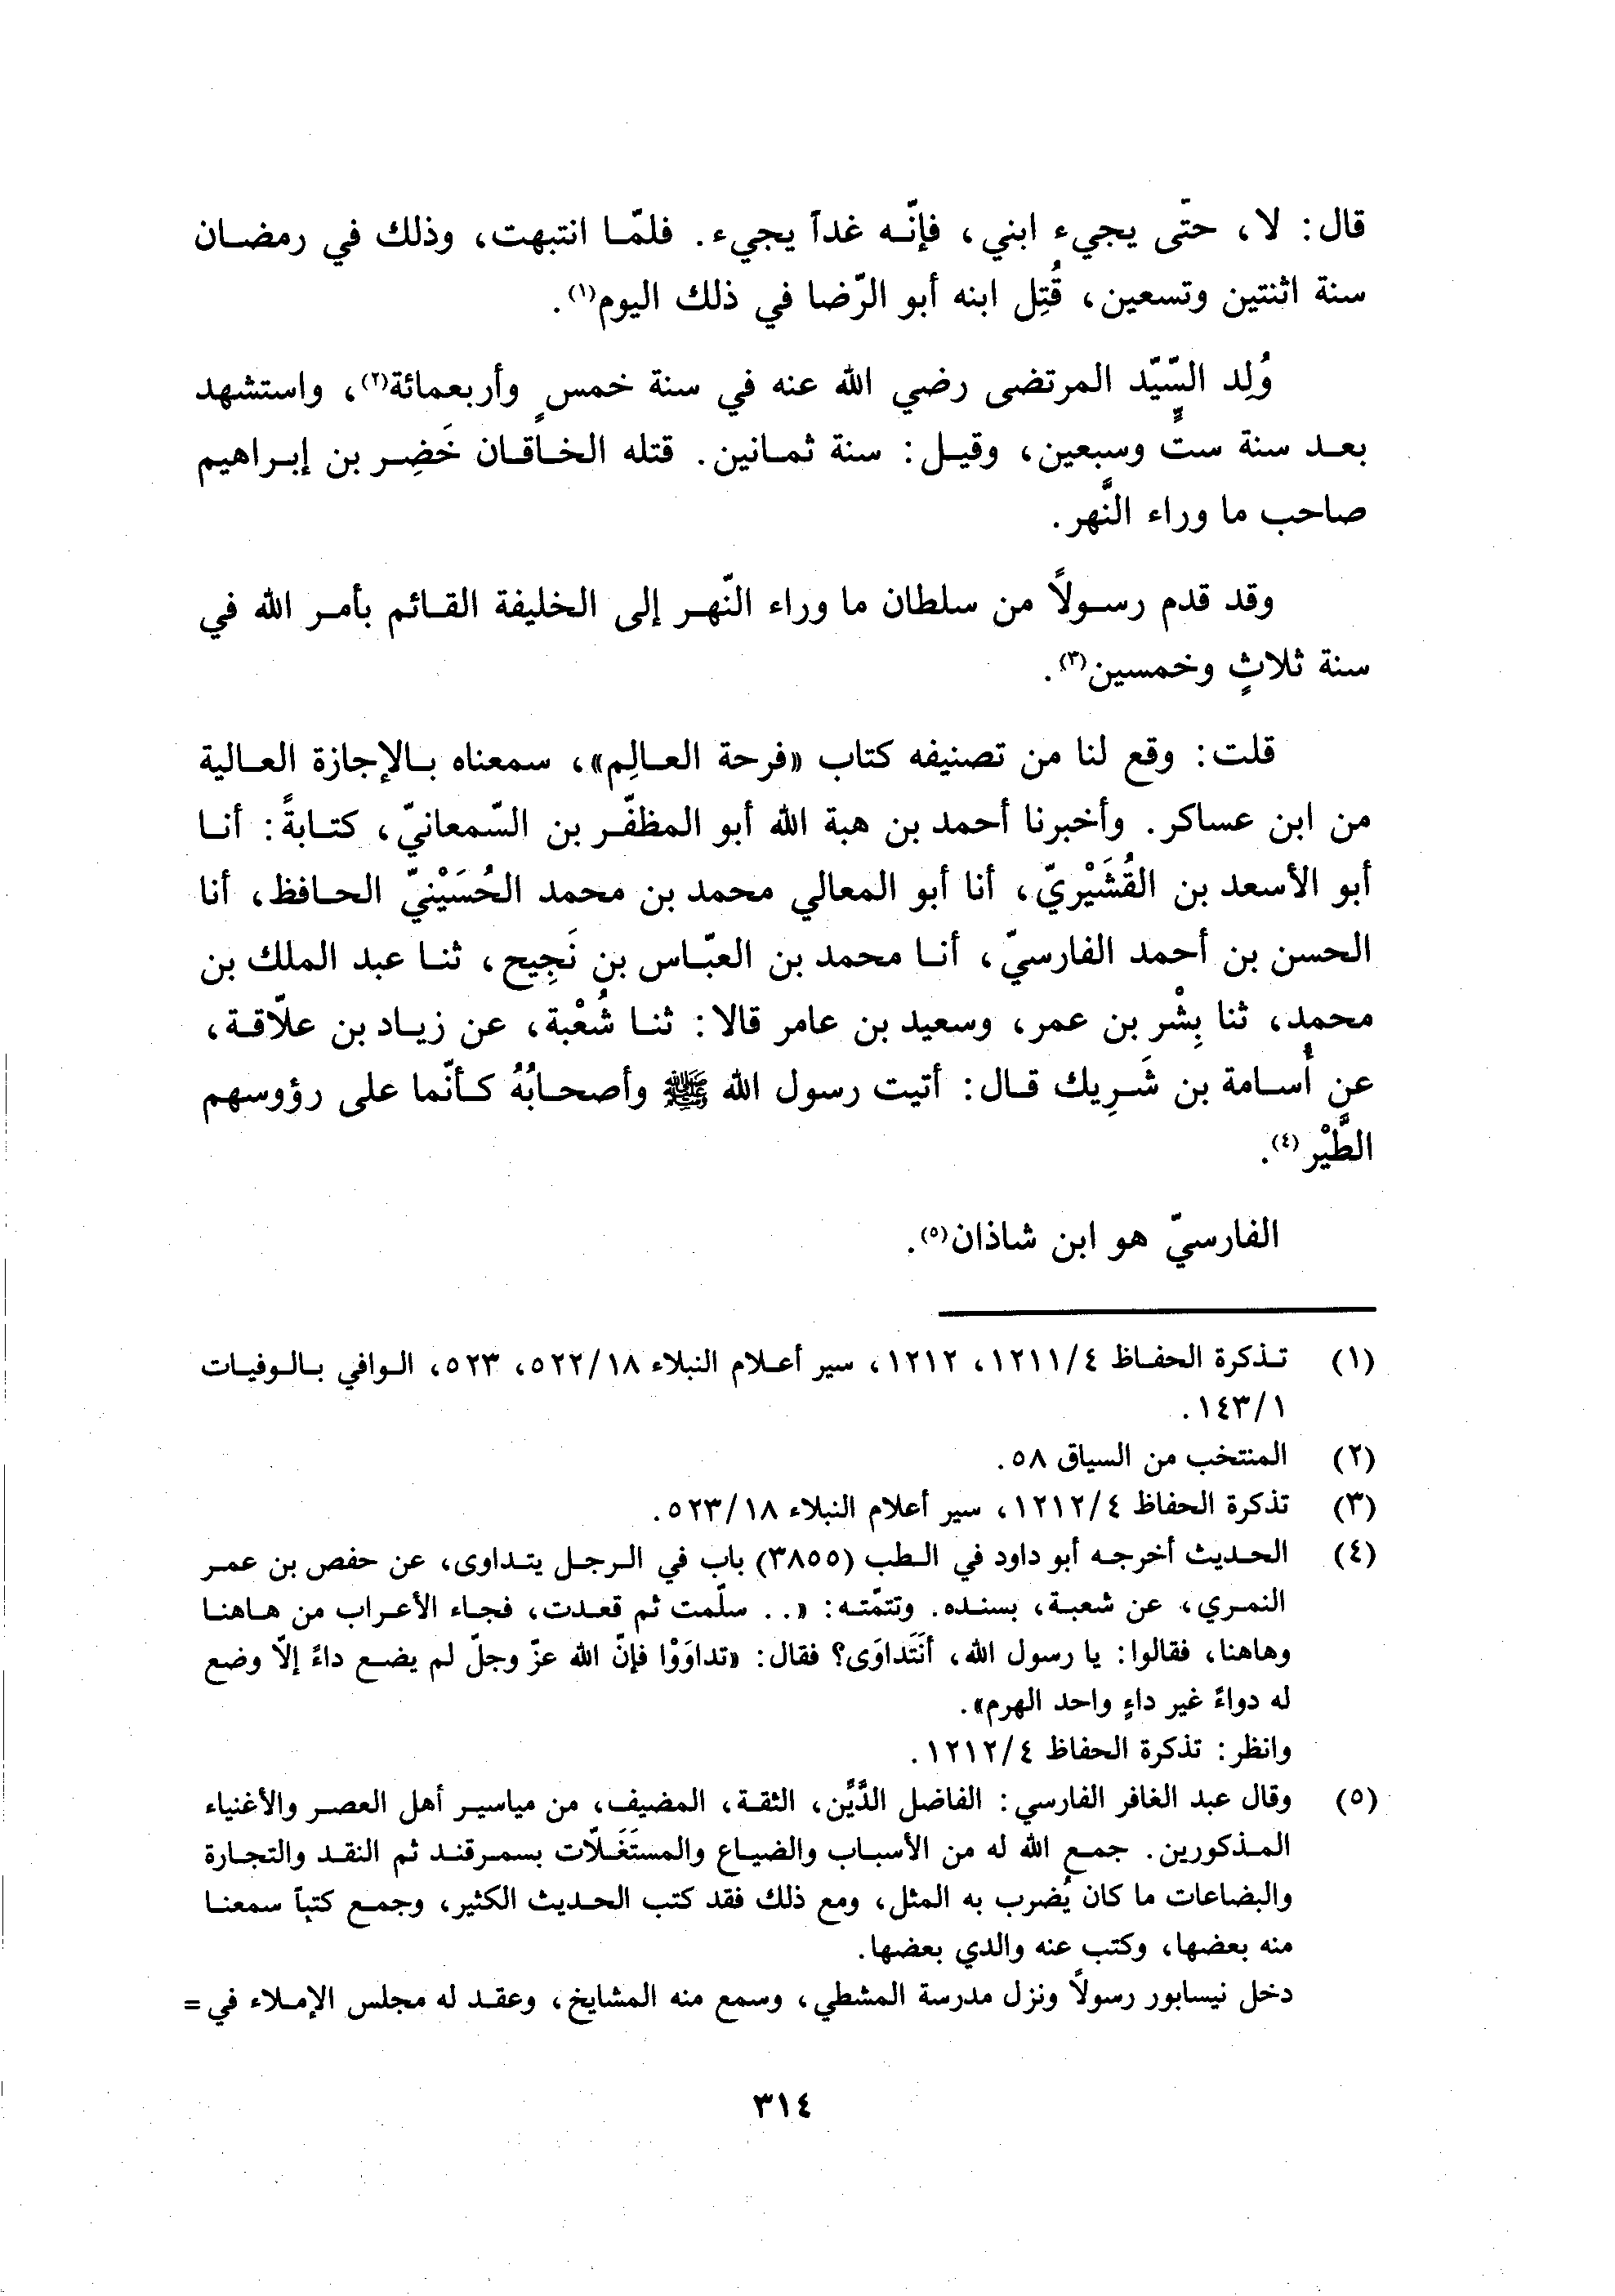 قال: لا، حتّى يجيء ابني، فإنّه غداً يجيء. فلمّا انتبهت، وذلك في رمضان
سنة اثنتين وتسعين، قُتِل ابنه أبو الرّضا في ذلك اليوم(١).
وُلِد السّيّد المرتضى رضي الله عنه في سنة خمسٍ وأربعمائة(٢)، واستشهد
بعد سنة ستٍّ وسبعين، وقيل: سنة ثمانين. قتله الخاقان خَضِر بن إبراهيم
صاحب ما وراء النَّهر.
وقد قدم رسولاً من سلطان ما وراء النّهر إلى الخليفة القائم بأمر الله في
سنة ثلاثٍ وخمسين(٣).
قلت: وقع لنا من تصنيفه كتاب «فرحة العالِم»، سمعناه بالإجازة العالية
من ابن عساكر. وأخبرنا أحمد بن هبة الله أبو المظفّر بن السّمعانيّ، كتابةً: أنا
أبو الأسعد بن القُشَيْريّ، أنا أبو المعالي محمد بن محمد الحُسَيْنيّ الحافظ، أنا
الحسن بن أحمد الفارسيّ، أنا محمد بن العبّاس بن نَجِيح، ثنا عبد الملك بن
محمد، ثنا بِشْر بن عمر، وسعيد بن عامر قالا: ثنا شُعْبة، عن زياد بن علّاقة،
عن أُسامة بن شَرِيك قال: أتيت رسول الله ﷺ وأصحابُهُ كأنّما على رؤوسهم
الطَّيْر(٤).
الفارسيّ هو ابن شاذان(٥).
(١) تذكرة الحفاظ ١٢١١/٤، ١٢١٢، سير أعلام النبلاء ٥٢٢/١٨، ٥٢٣، الوافي بالوفيات
١٤٣/١.
(٢) المنتخب من السياق ٥٨.
(٣) تذكرة الحفاظ ١٢١٢/٤، سير أعلام النبلاء ٥٢٣/١٨.
(٤) الحديث أخرجه أبو داود في الطب (٣٨٥٥) باب في الرجل يتداوى، عن حفص بن عمر
النمري، عن شعبة، بسنده. وتتمّته: «.. سلّمت ثم قعدت، فجاء الأعراب من هاهنا
وهاهنا، فقالوا: يا رسول الله، أنَتَداوَى؟ فقال: «تداوَوْا فإنّ الله عزّ وجلّ لم يضع داءً إلّا وضع
له دواءً غير داءٍ واحد الهرم».
وانظر: تذكرة الحفاظ ١٢١٢/٤.
(٥) وقال عبد الغافر الفارسي: الفاضل الدَّيِّن، الثقة، المضيف، من مياسير أهل العصر والأغنياء
المذكورين. جمع الله له من الأسباب والضياع والمستَغَلّات بسمرقند ثم النقد والتجارة
والبضاعات ما كان يُضرب به المثل، ومع ذلك فقد كتب الحديث الكثير، وجمع كتباً سمعنا
منه بعضها، وكتب عنه والدي بعضها.
دخل نيسابور رسولاً ونزل مدرسة المشطي، وسمع منه المشايخ، وعقد له مجلس الإملاء في =
٣١٤